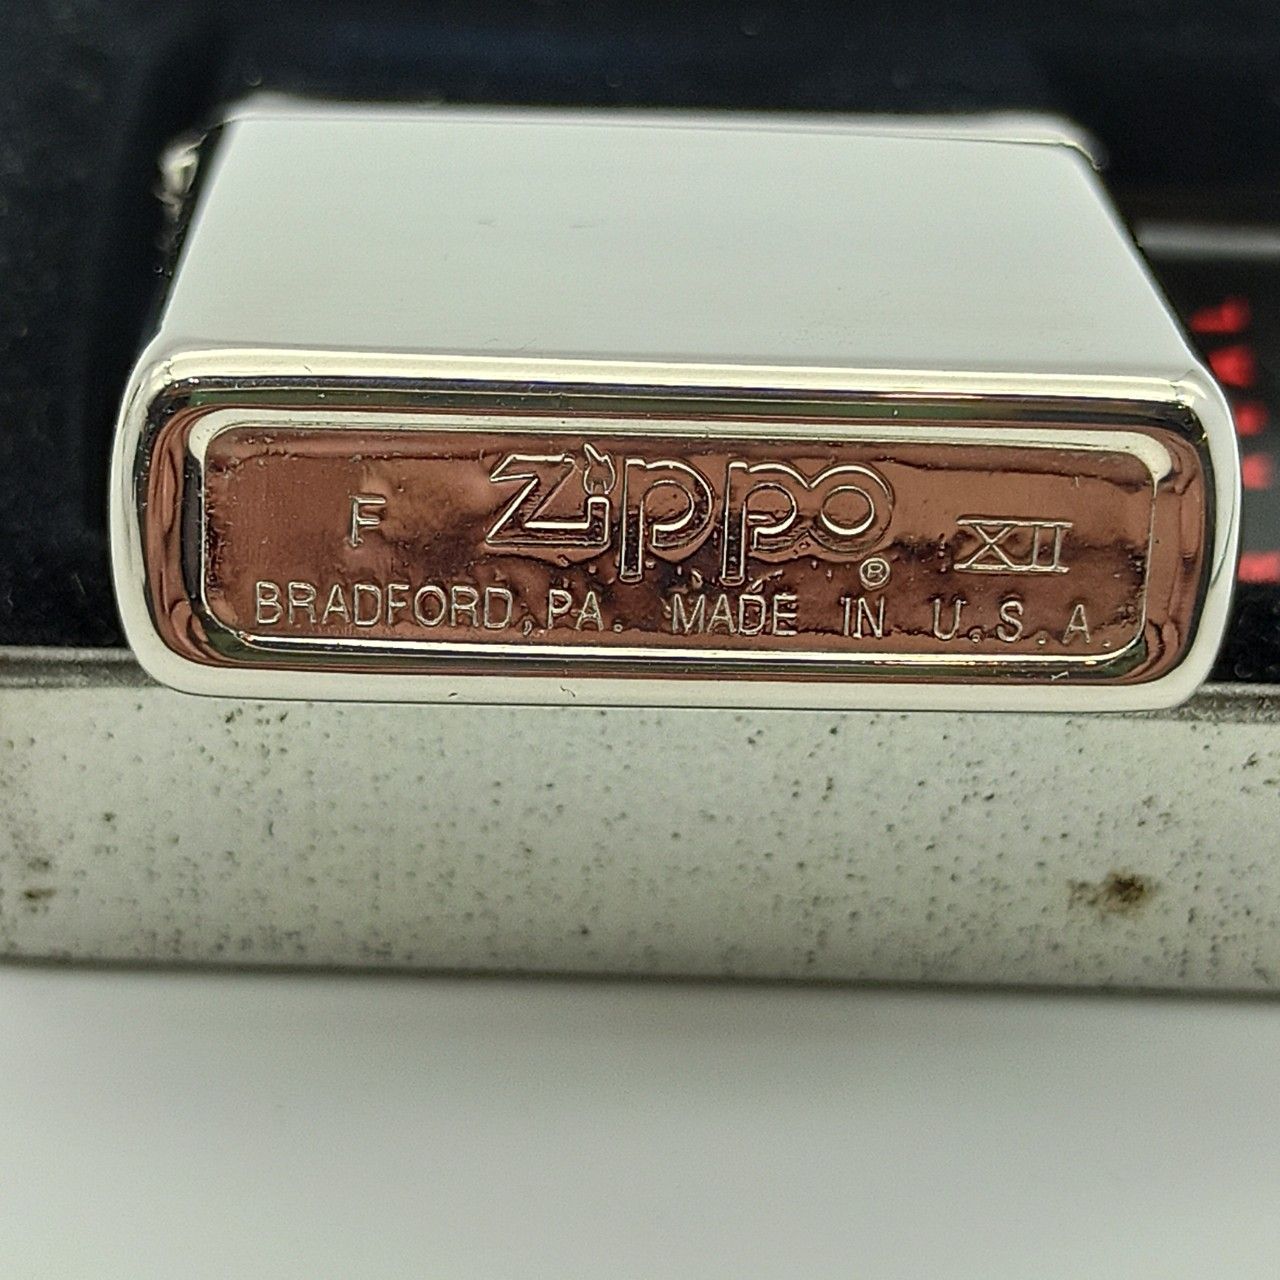 F Zippo ® XII
BRADFORD, PA. MADE IN U.S.A.